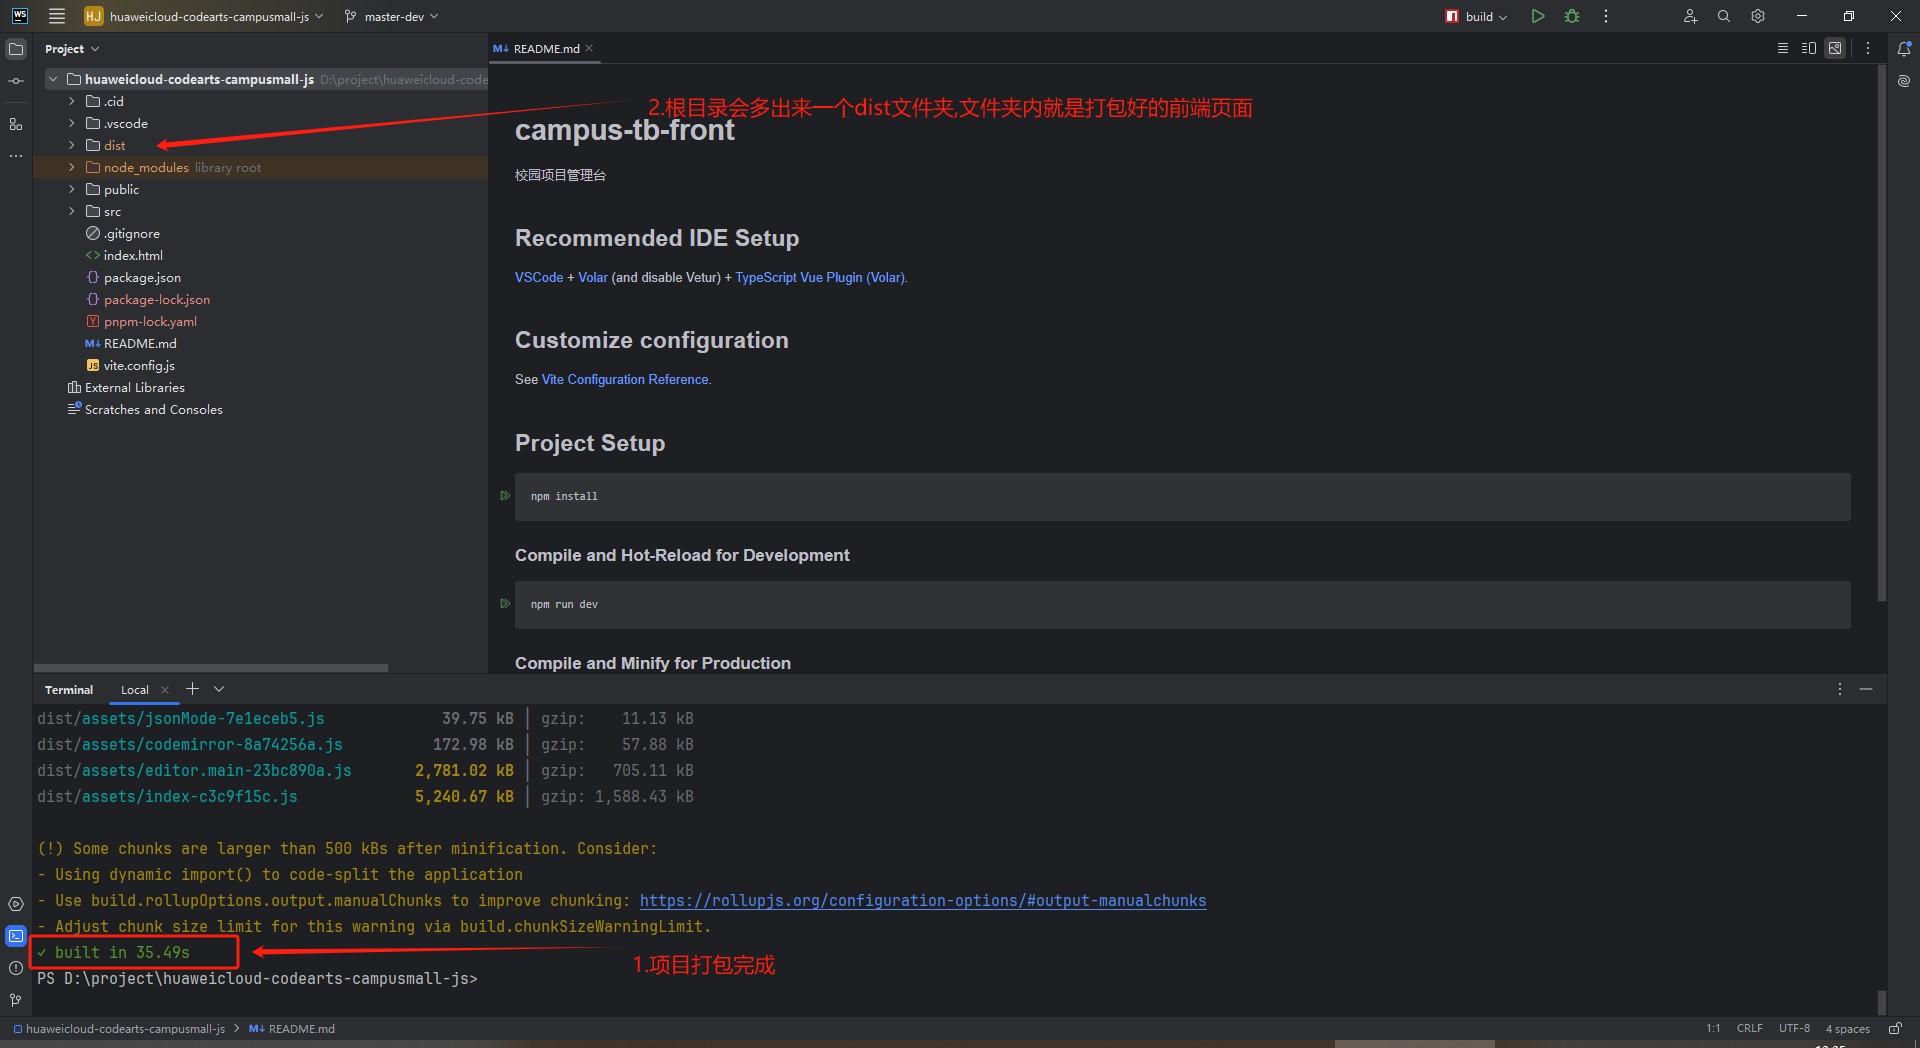 WS
HJ huaweicloud-codearts-campusmall-js master-dev build
Project
huaweicloud-codearts-campusmall-js D:\project\huaweicloud-code
.cid
.vscode
dist
node_modules library root
public
src
.gitignore
index.html
package.json
package-lock.json
pnpm-lock.yaml
README.md
vite.config.js
External Libraries
Scratches and Consoles
README.md
2.根目录会多出来一个dist文件夹,文件夹内就是打包好的前端页面
campus-tb-front
校园项目管理台
Recommended IDE Setup
VSCode + Volar (and disable Vetur) + TypeScript Vue Plugin (Volar).
Customize configuration
See Vite Configuration Reference.
Project Setup
npm install
Compile and Hot-Reload for Development
npm run dev
Compile and Minify for Production
Terminal Local
dist/assets/jsonMode-7e1eceb5.js 39.75 kB │ gzip: 11.13 kB
dist/assets/codemirror-8a74256a.js 172.98 kB │ gzip: 57.88 kB
dist/assets/editor.main-23bc890a.js 2,781.02 kB │ gzip: 705.11 kB
dist/assets/index-c3c9f15c.js 5,240.67 kB │ gzip: 1,588.43 kB
(!) Some chunks are larger than 500 kBs after minification. Consider:
- Using dynamic import() to code-split the application
- Use build.rollupOptions.output.manualChunks to improve chunking: https://rollupjs.org/configuration-options/#output-manualchunks
- Adjust chunk size limit for this warning via build.chunkSizeWarningLimit.
✓ built in 35.49s
1.项目打包完成
PS D:\project\huaweicloud-codearts-campusmall-js>
huaweicloud-codearts-campusmall-js > M↓ README.md 1:1 CRLF UTF-8 4 spaces